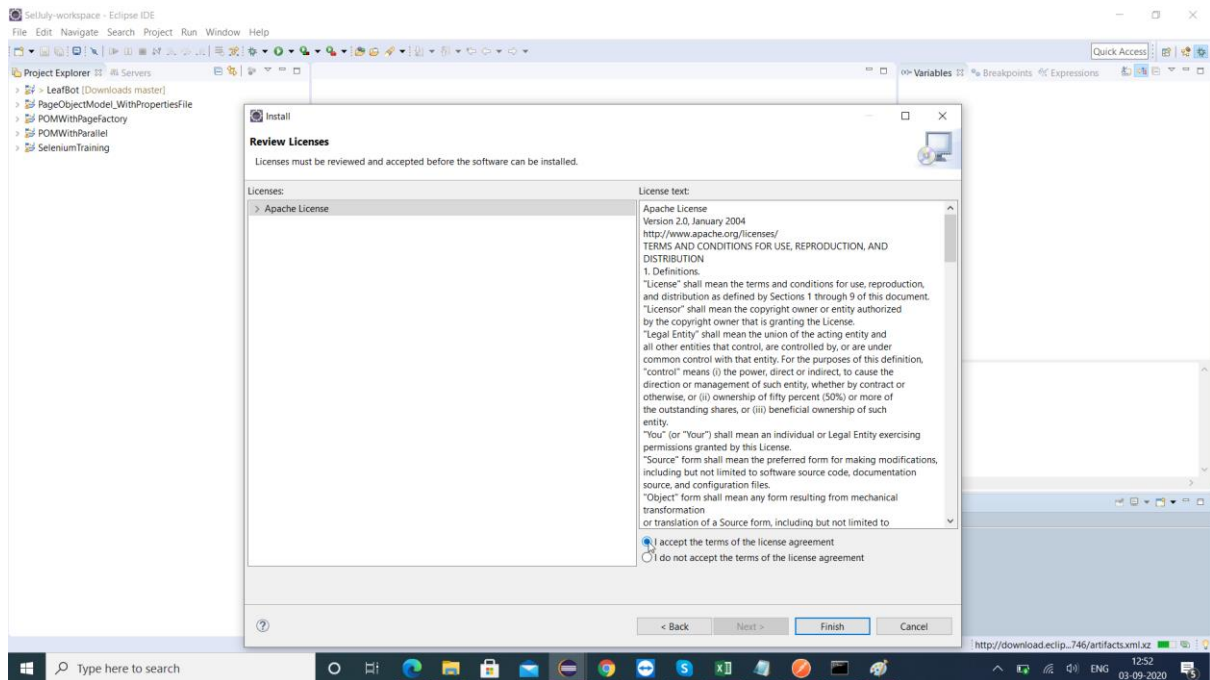 Selluly-workspace - Eclipse IDE
File Edit Navigate Search Project Run Window Help
Quick Access
Project Explorer Servers
Variables Breakpoints Expressions
> LeafBot [Downloads master]
PageObjectModel_WithPropertiesFile
POMWithPageFactory
POMWithParallel
SeleniumTraining
Install
Review Licenses
Licenses must be reviewed and accepted before the software can be installed.
Licenses:
Apache License
License text:
Apache License
Version 2.0, January 2004
http://www.apache.org/licenses/
TERMS AND CONDITIONS FOR USE, REPRODUCTION, AND
DISTRIBUTION
1. Definitions.
"License" shall mean the terms and conditions for use, reproduction,
and distribution as defined by Sections 1 through 9 of this document.
"Licensor" shall mean the copyright owner or entity authorized
by the copyright owner that is granting the License.
"Legal Entity" shall mean the union of the acting entity and
all other entities that control, are controlled by, or are under
common control with that entity. For the purposes of this definition,
"control" means (i) the power, direct or indirect, to cause the
direction or management of such entity, whether by contract or
otherwise, or (ii) ownership of fifty percent (50%) or more of
the outstanding shares, or (iii) beneficial ownership of such
entity.
"You" (or "Your") shall mean an individual or Legal Entity exercising
permissions granted by this License.
"Source" form shall mean the preferred form for making modifications,
including but not limited to software source code, documentation
source, and configuration files.
"Object" form shall mean any form resulting from mechanical
transformation
or translation of a Source form, including but not limited to
I accept the terms of the license agreement
I do not accept the terms of the license agreement
< Back Next > Finish Cancel
http://download.eclip...746/artifacts.xml.xz
Type here to search
ENG
12:52
03-09-2020